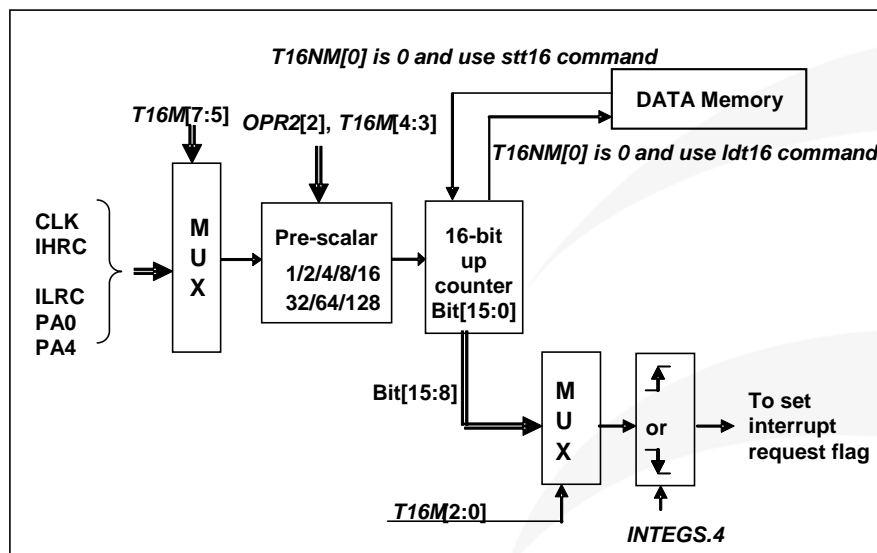 T16NM[0] is 0 and use stt16 command
DATA Memory
T16M[7:5]
OPR2[2], T16M[4:3]
T16NM[0] is 0 and use ldt16 command
CLK
IHRC
ILRC
PA0
PA4
M
U
X
Pre-scalar
1/2/4/8/16
32/64/128
16-bit
up
counter
Bit[15:0]
Bit[15:8]
M
U
X
or
To set
interrupt
request flag
T16M[2:0]
INTEGS.4